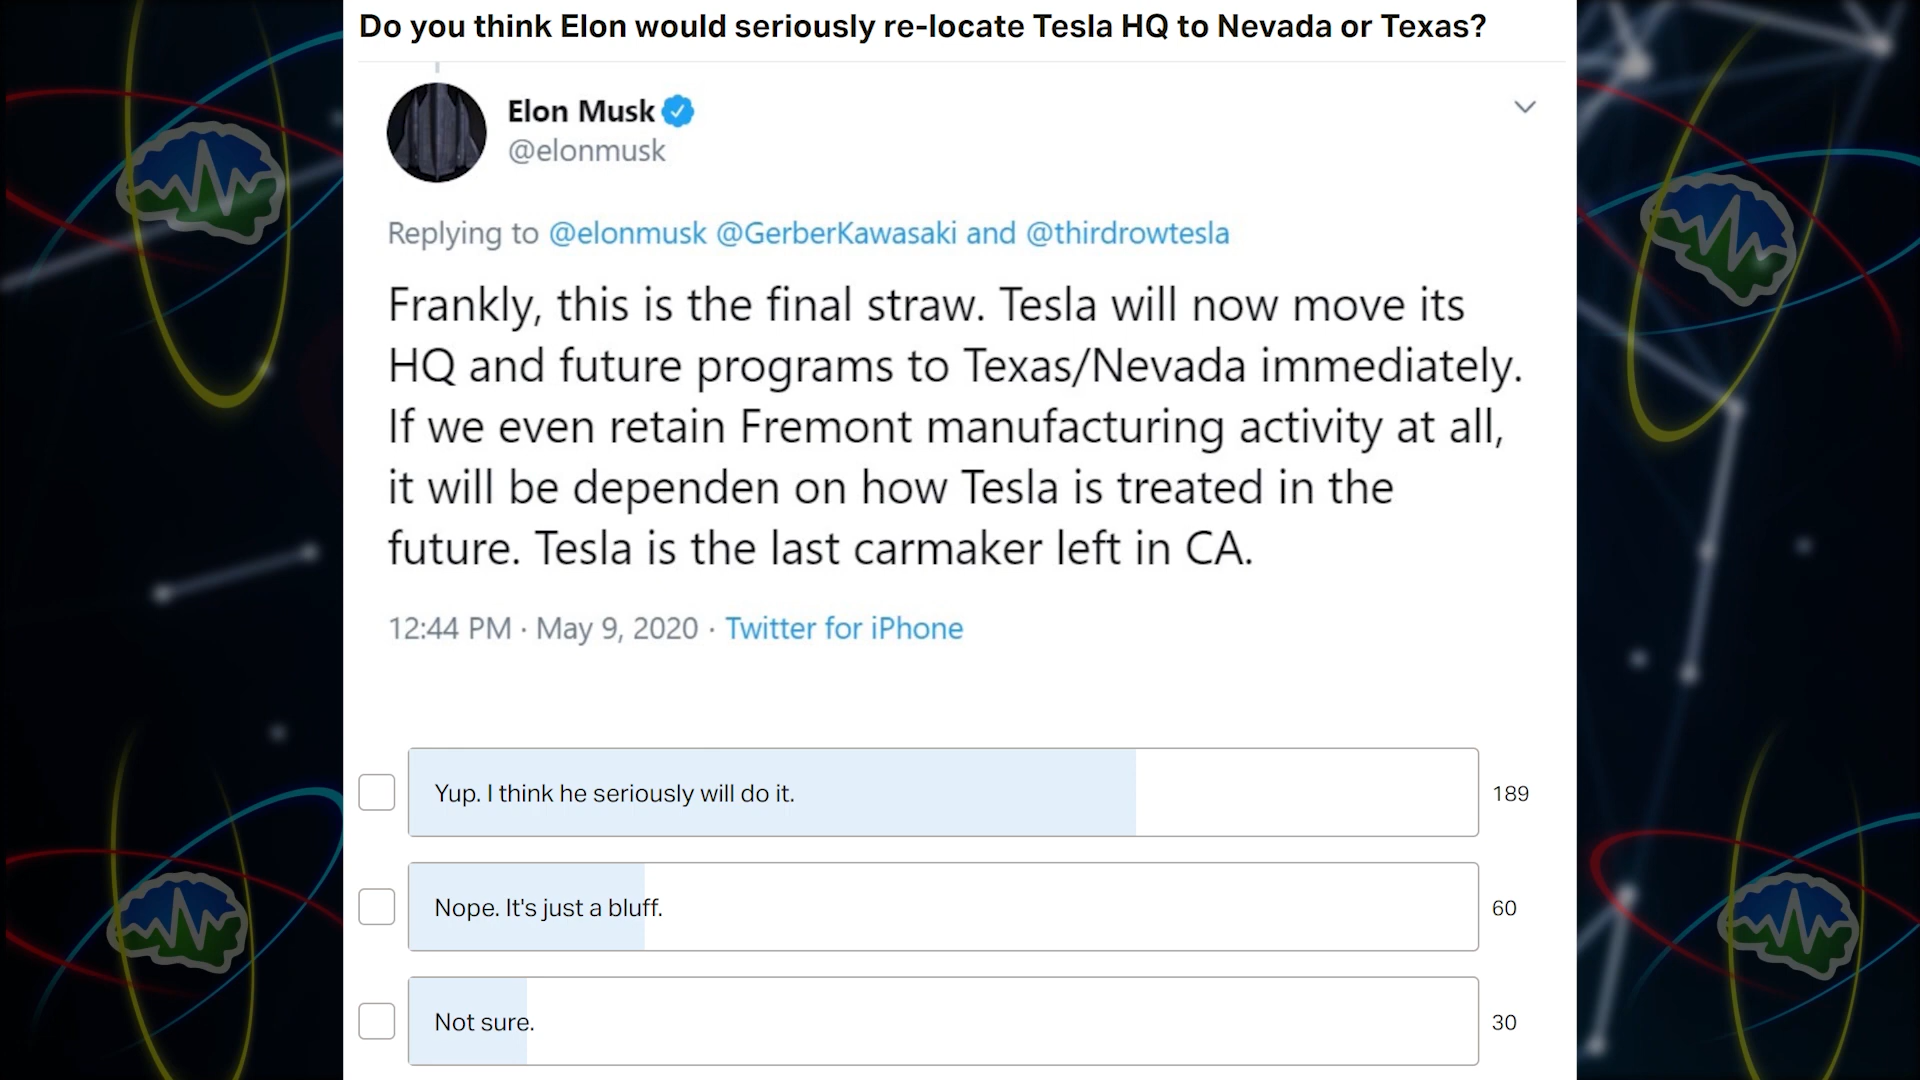 Do you think Elon would seriously re-locate Tesla HQ to Nevada or Texas?
Elon Musk
@elonmusk
Replying to @elonmusk @GerberKawasaki and @thirdrowtesla
Frankly, this is the final straw. Tesla will now move its
HQ and future programs to Texas/Nevada immediately.
If we even retain Fremont manufacturing activity at all,
it will be dependen on how Tesla is treated in the
future. Tesla is the last carmaker left in CA.
12:44 PM · May 9, 2020 · Twitter for iPhone
Yup. I think he seriously will do it. 189
Nope. It's just a bluff. 60
Not sure. 30